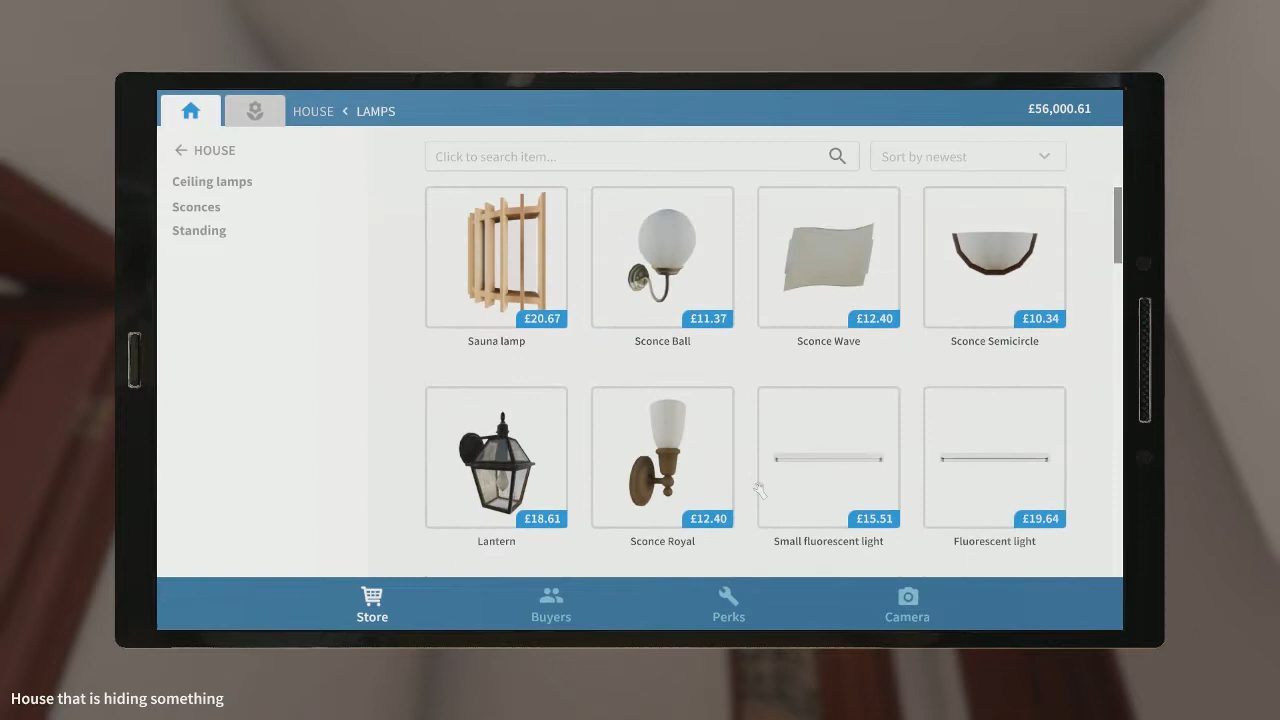 HOUSE < LAMPS
£56,000.61
← HOUSE
Ceiling lamps
Sconces
Standing
Click to search item...
Sort by newest
£20.67
£11.37
£12.40
£10.34
Sauna lamp
Sconce Ball
Sconce Wave
Sconce Semicircle
£18.61
£12.40
£15.51
£19.64
Lantern
Sconce Royal
Small fluorescent light
Fluorescent light
Store
Buyers
Perks
Camera
House that is hiding something